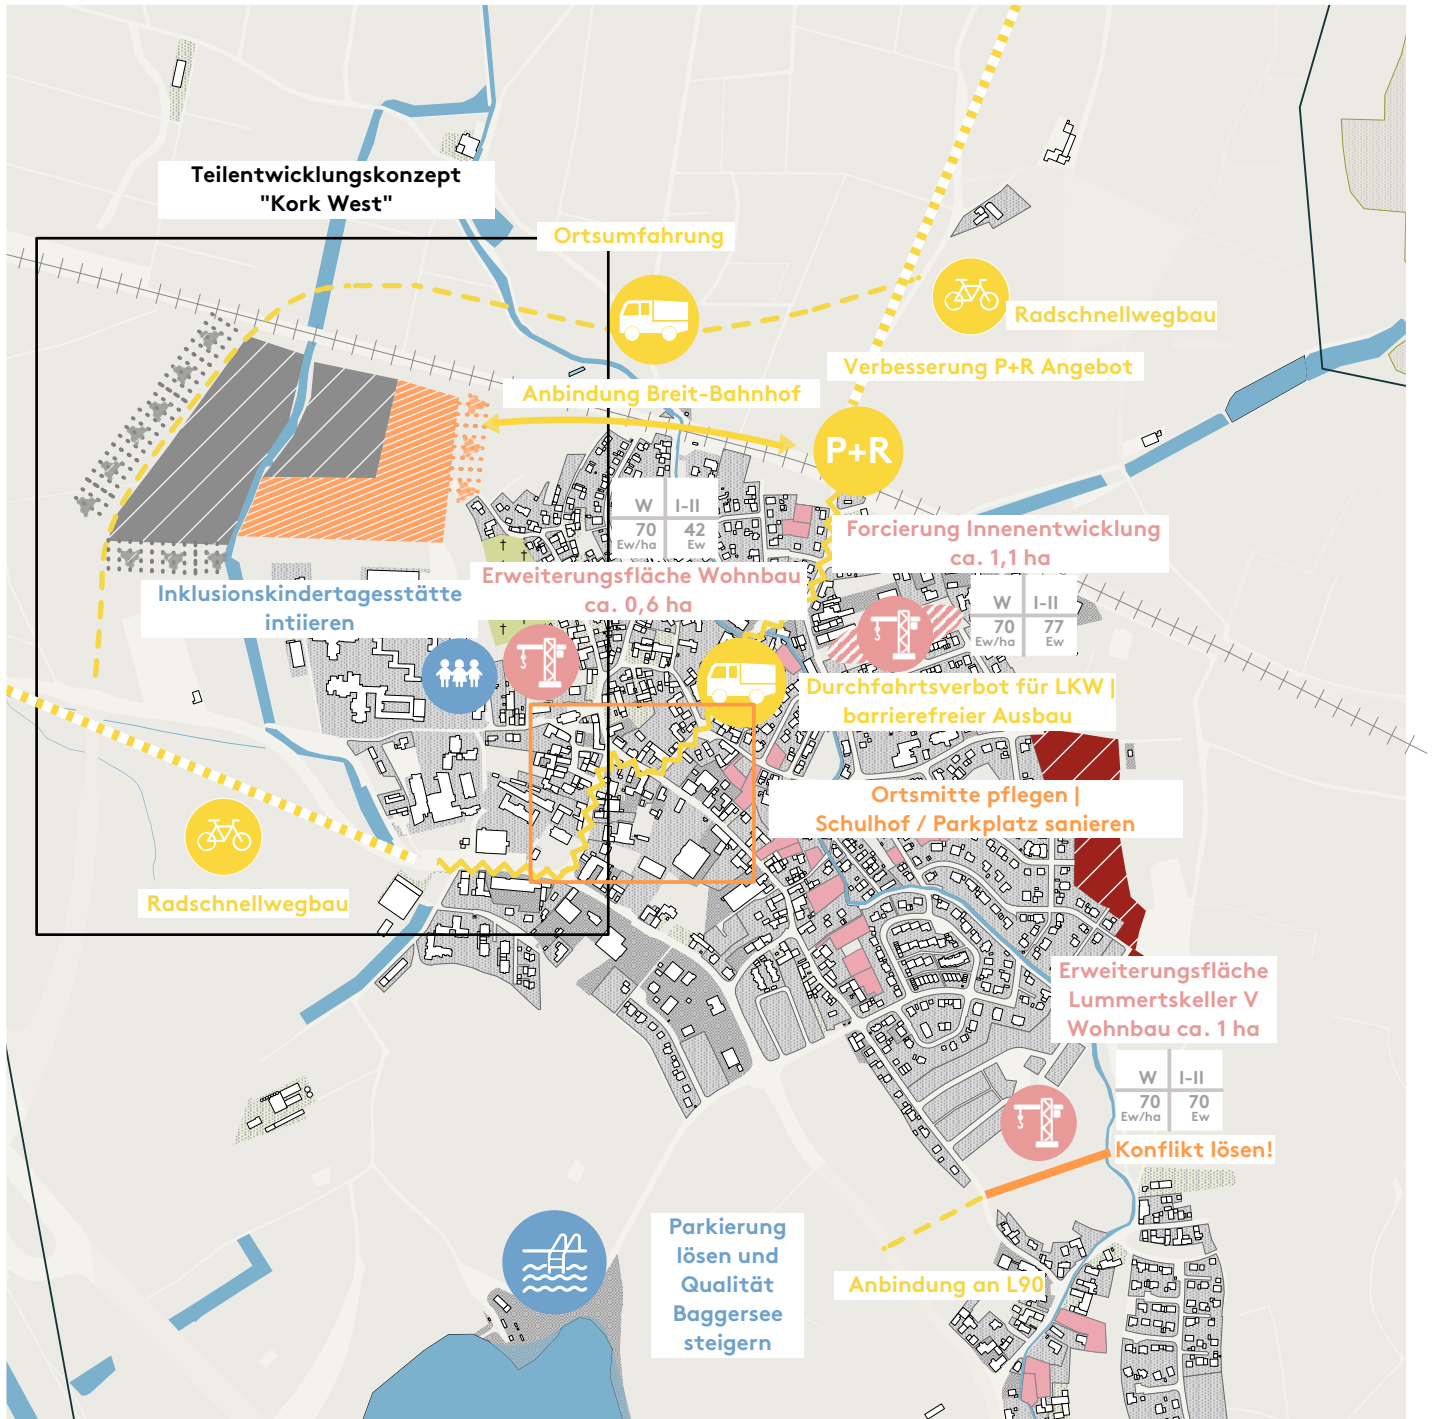 Teilentwicklungskonzept
"Kork West"
Ortsumfahrung
Radschnellwegbau
Verbesserung P+R Angebot
Anbindung Breit-Bahnhof
P+R
W I-II
70 42
Ew/ha Ew
Forcierung Innenentwicklung
ca. 1,1 ha
Erweiterungsfläche Wohnbau
ca. 0,6 ha
Inklusionskindertagesstätte
intiieren
W I-II
70 77
Ew/ha Ew
Durchfahrtsverbot für LKW |
barrierefreier Ausbau
Ortsmitte pflegen |
Schulhof / Parkplatz sanieren
Radschnellwegbau
Erweiterungsfläche
Lummertskeller V
Wohnbau ca. 1 ha
W I-II
70 70
Ew/ha Ew
Konflikt lösen!
Parkierung
lösen und
Qualität
Baggersee
steigern
Anbindung an L90